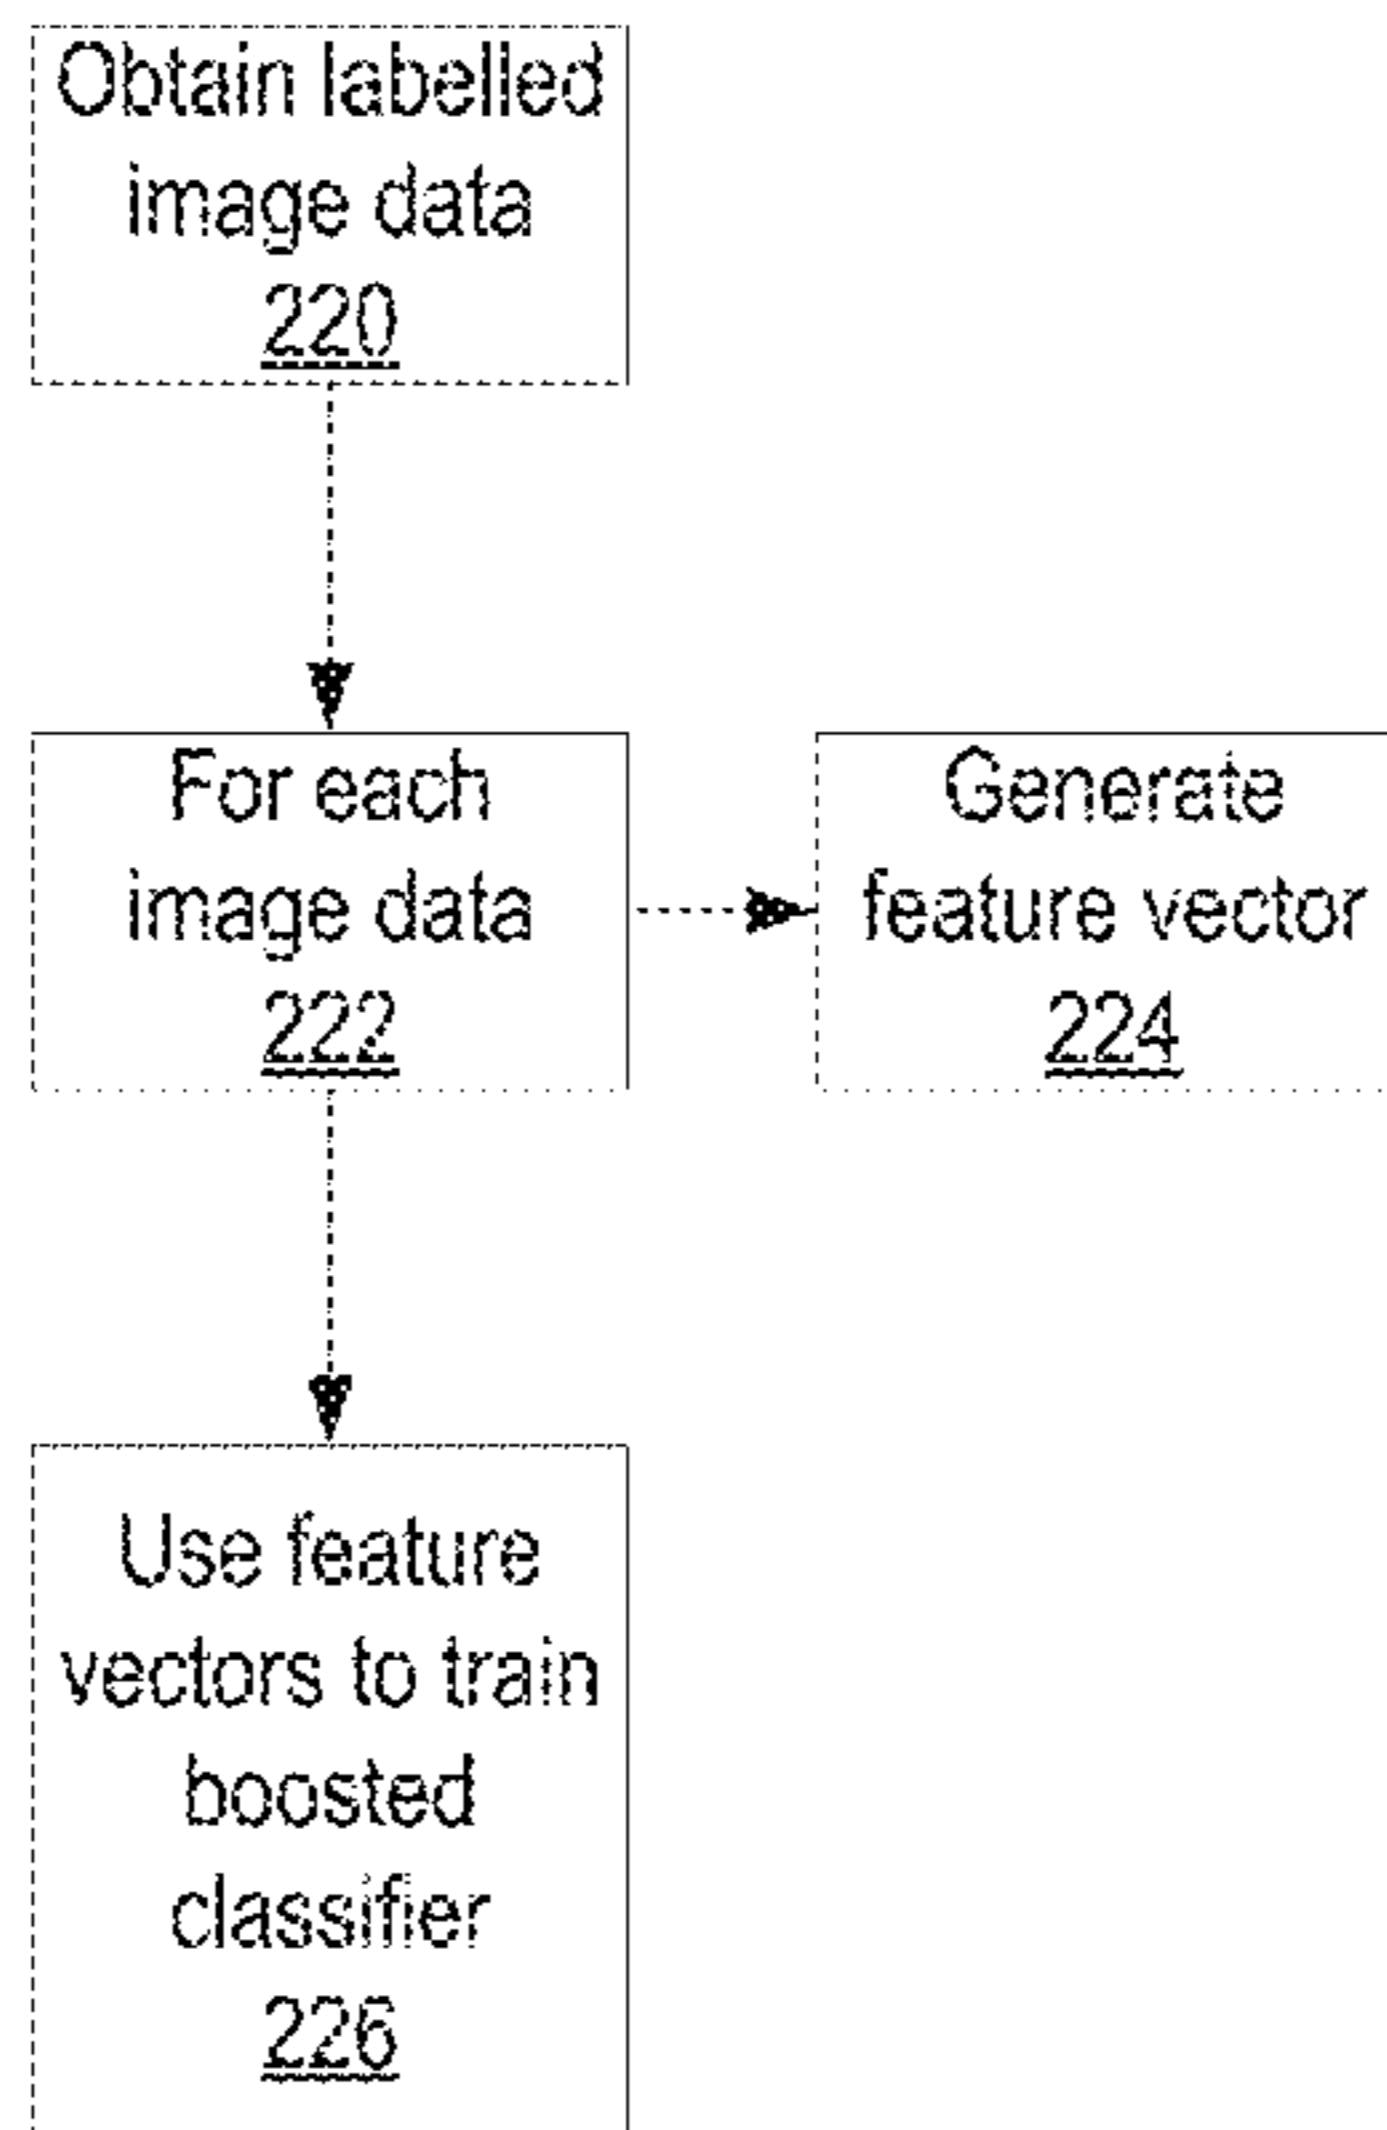 Obtain labelled
image data
220
For each
image data
222
Generate
feature vector
224
Use feature
vectors to train
boosted
classifier
226